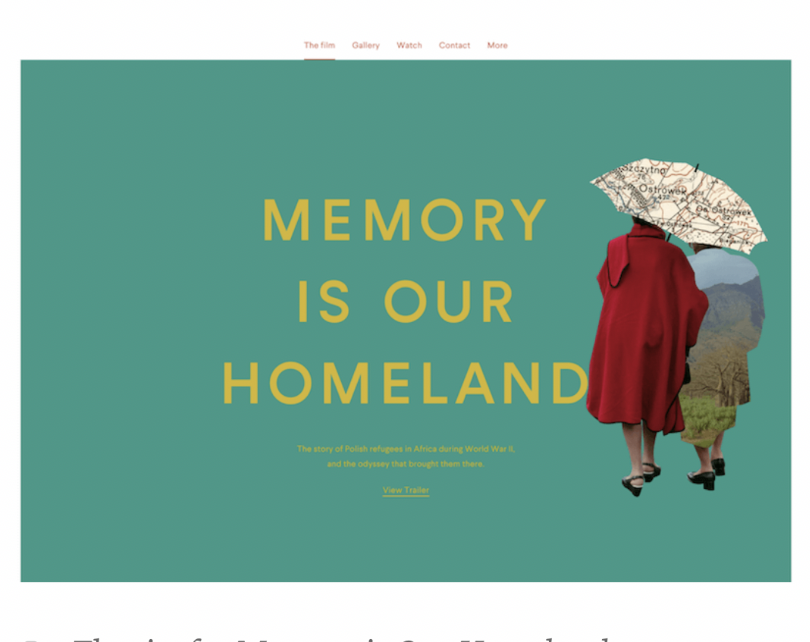 The film Gallery Watch Contact More
MEMORY
IS OUR
HOMELAND
The story of Polish refugees in Africa during World War II,
and the odyssey that brought them there.
View Trailer
Ostrówek